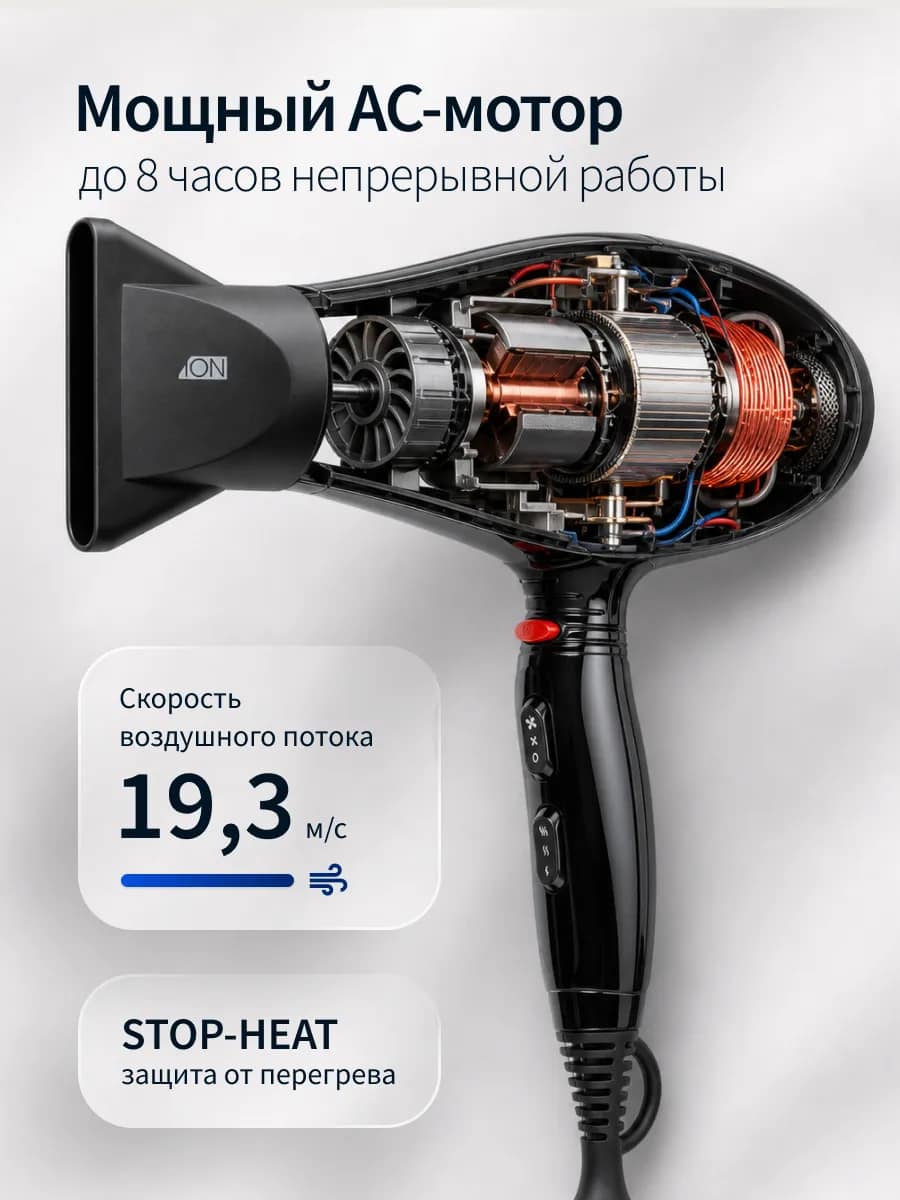 Мощный АС-мотор
до 8 часов непрерывной работы
ION
Скорость
воздушного потока
19,3 м/с
STOP-HEAT
защита от перегрева